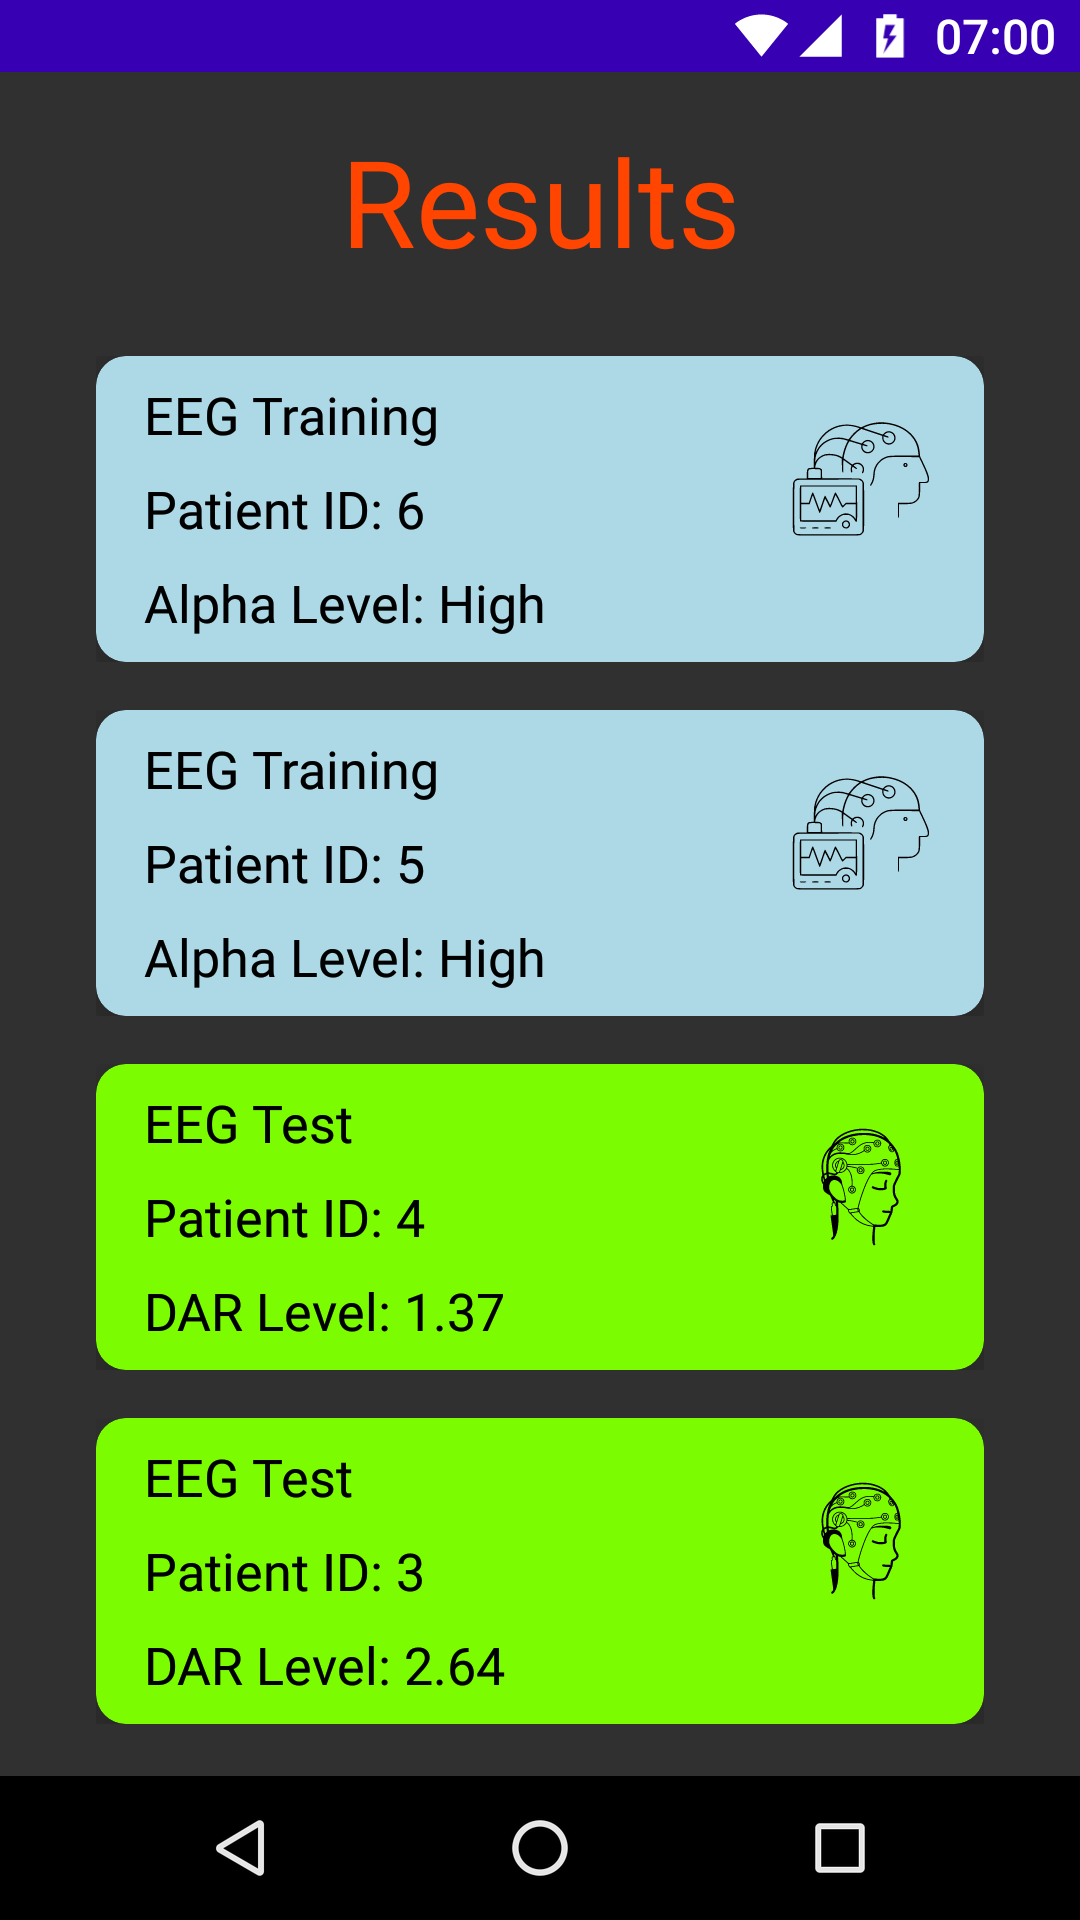 07:00
Results
EEG Training
Patient ID: 6
Alpha Level: High
EEG Training
Patient ID: 5
Alpha Level: High
EEG Test
Patient ID: 4
DAR Level: 1.37
EEG Test
Patient ID: 3
DAR Level: 2.64